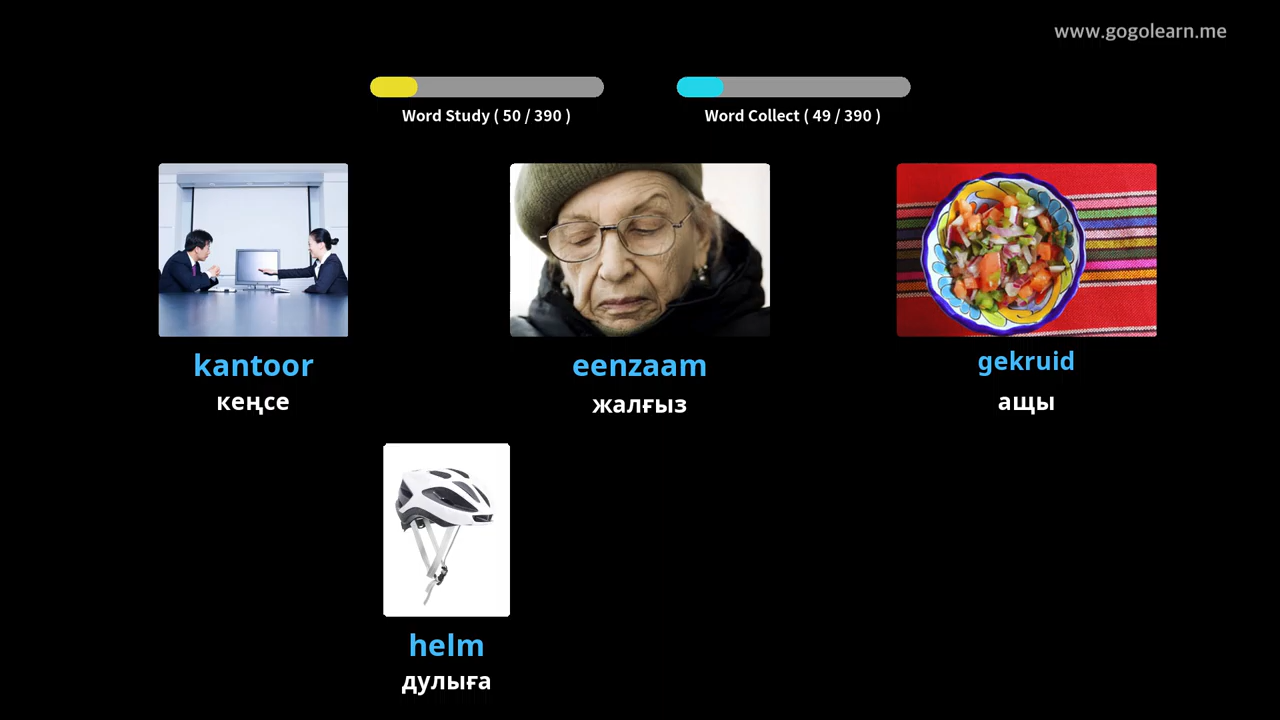 www.gogolearn.me
Word Study ( 50 / 390 )
Word Collect ( 49 / 390 )
kantoor
кеңсе
eenzaam
жалғыз
gekruid
ащы
helm
дулыға